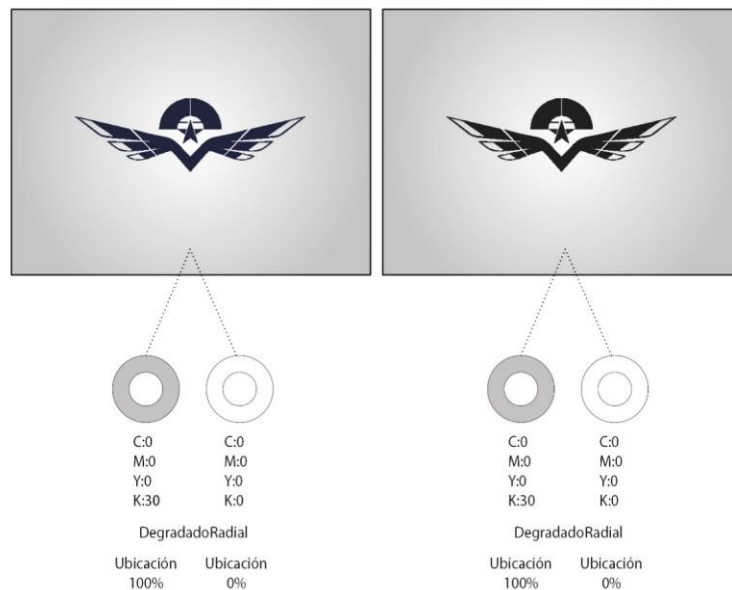 C:0 C:0
M:0 M:0
Y:0 Y:0
K:30 K:0
DegradadoRadial
Ubicación Ubicación
100% 0%
C:0 C:0
M:0 M:0
Y:0 Y:0
K:30 K:0
DegradadoRadial
Ubicación Ubicación
100% 0%